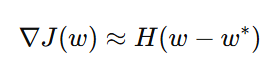 ∇J(w) ≈ H(w − w*)